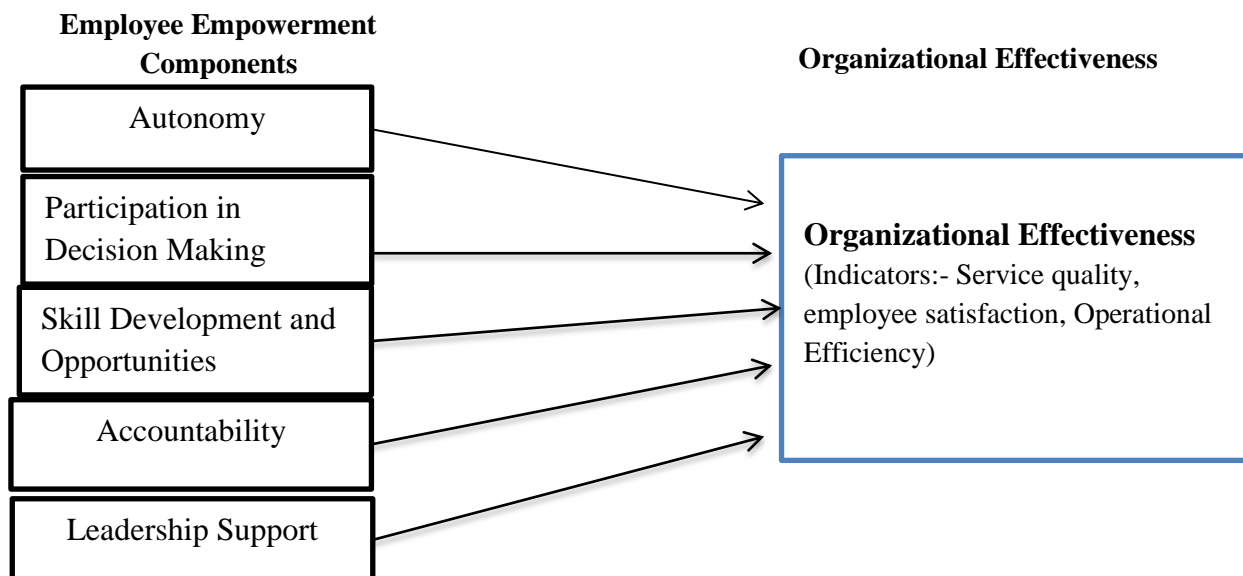 Employee Empowerment
Components
Organizational Effectiveness
Autonomy
Participation in
Decision Making
Skill Development and
Opportunities
Accountability
Leadership Support
Organizational Effectiveness
(Indicators:- Service quality,
employee satisfaction, Operational
Efficiency)